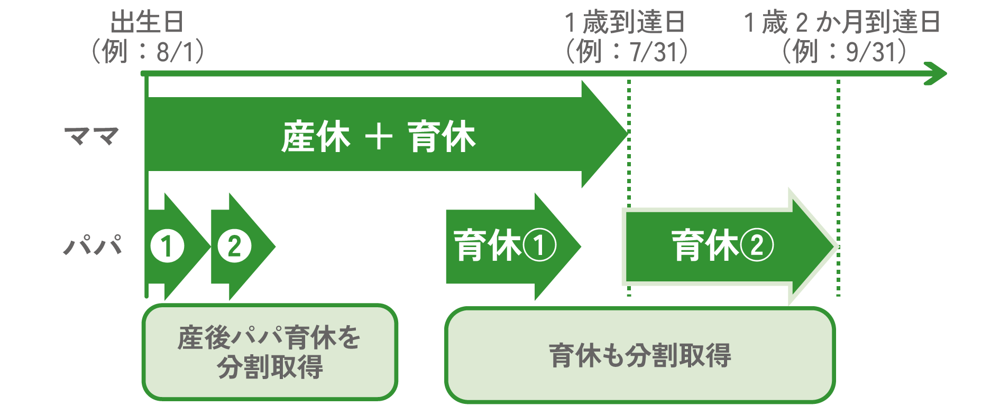 出生日
（例：8/1）
1歳到達日
（例：7/31）
1歳2か月到達日
（例：9/31）
ママ
産休＋育休
パパ
❶
❷
育休①
育休②
産後パパ育休を
分割取得
育休も分割取得